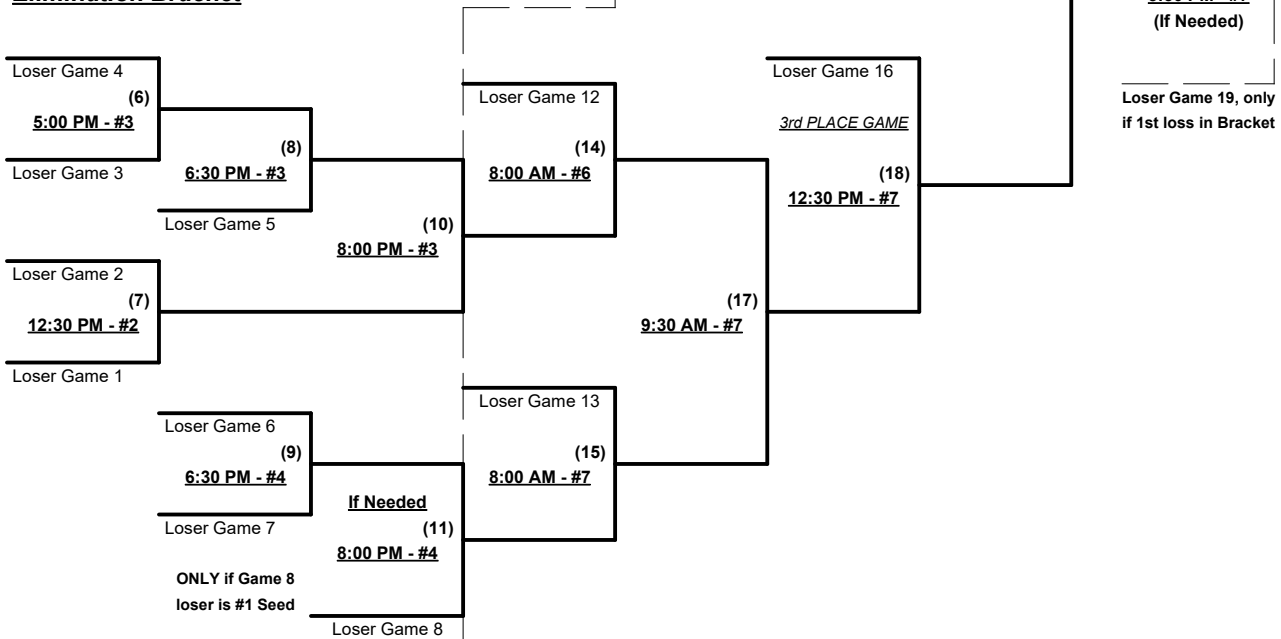 Elimination Bracket
(If Needed)
Loser Game 4
(6)
5:00 PM - #3
Loser Game 3
(8)
6:30 PM - #3
Loser Game 5
(10)
8:00 PM - #3
Loser Game 2
(7)
12:30 PM - #2
Loser Game 1
Loser Game 6
(9)
6:30 PM - #4
Loser Game 7
If Needed
(11)
8:00 PM - #4
ONLY if Game 8
loser is #1 Seed
Loser Game 8
Loser Game 12
(14)
8:00 AM - #6
(17)
9:30 AM - #7
Loser Game 13
(15)
8:00 AM - #7
Loser Game 16
3rd PLACE GAME
(18)
12:30 PM - #7
Loser Game 19, only
if 1st loss in Bracket